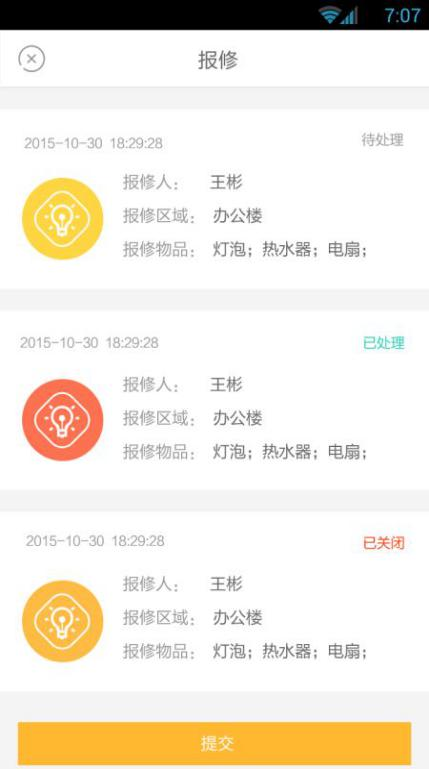 7:07
报修
2015-10-30 18:29:28 待处理
报修人： 王彬
报修区域： 办公楼
报修物品： 灯泡；热水器；电扇；
2015-10-30 18:29:28 已处理
报修人： 王彬
报修区域： 办公楼
报修物品： 灯泡；热水器；电扇；
2015-10-30 18:29:28 已关闭
报修人： 王彬
报修区域： 办公楼
报修物品： 灯泡；热水器；电扇；
提交